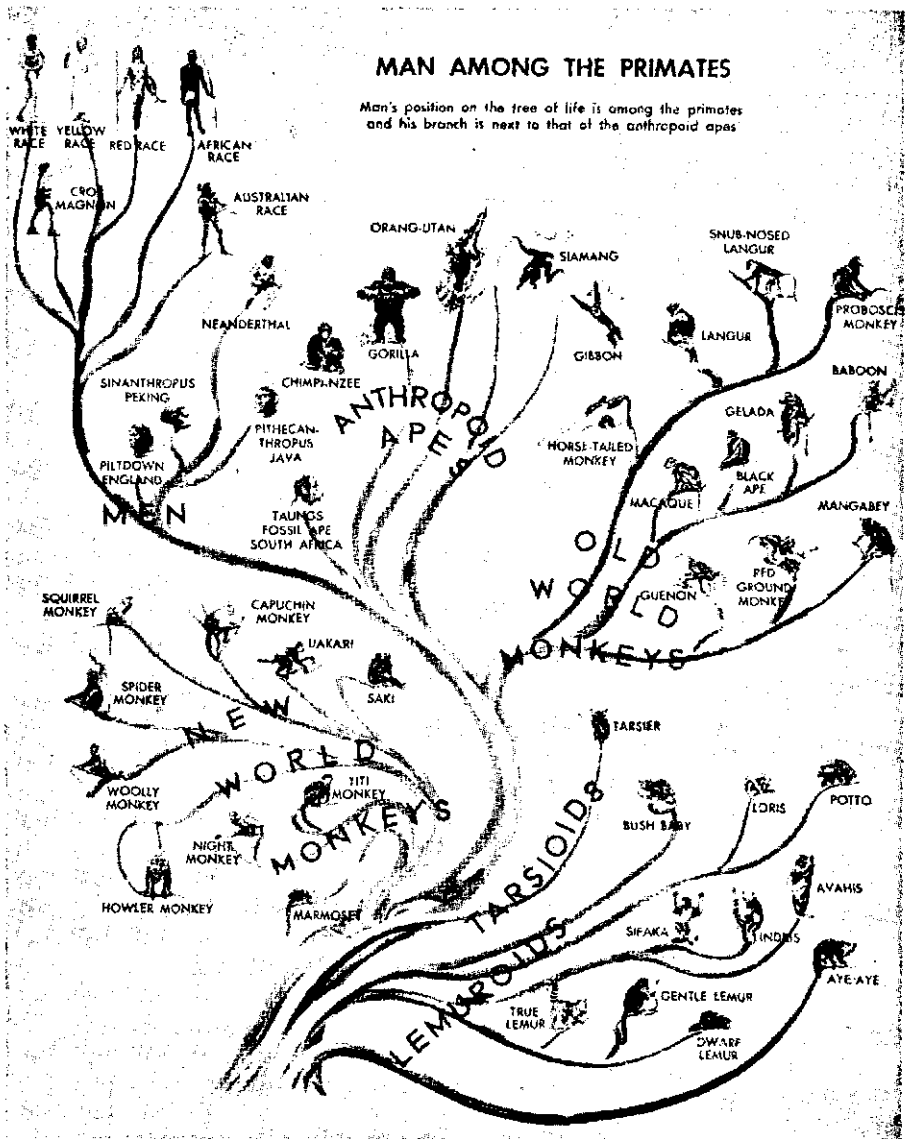 MAN AMONG THE PRIMATES
Man's position on the tree of life is among the primates
and his branch is next to that of the anthropoid apes
WHITE
RACE
YELLOW
RACE
RED RACE
AFRICAN
RACE
CRO
MAGNON
AUSTRALIAN
RACE
NEANDERTHAL
SINANTHROPUS
PEKING
PILTDOWN
ENGLAND
PITHECAN-
THROPUS
JAVA
MEN
TAUNGS
FOSSIL APE
SOUTH AFRICA
CHIMPANZEE
GORILLA
ORANG-UTAN
SIAMANG
GIBBON
ANTHROPOID
APES
SNUB-NOSED
LANGUR
PROBOSCIS
MONKEY
LANGUR
HORSE-TAILED
MONKEY
BABOON
GELADA
BLACK
APE
MACAQUE
MANGABEY
GUENON
RED
GROUND
MONKEY
OLD
WORLD
MONKEYS
SQUIRREL
MONKEY
CAPUCHIN
MONKEY
UAKARI
SAKI
SPIDER
MONKEY
WOOLLY
MONKEY
HOWLER MONKEY
NIGHT
MONKEY
TITI
MONKEY
MARMOSET
NEW
WORLD
MONKEYS
TARSIER
TARSIOIDS
BUSH BABY
LORIS
POTTO
AVAHIS
SIFAKA
INDRIS
AYE-AYE
TRUE
LEMUR
GENTLE LEMUR
DWARF
LEMUR
LEMUROIDS